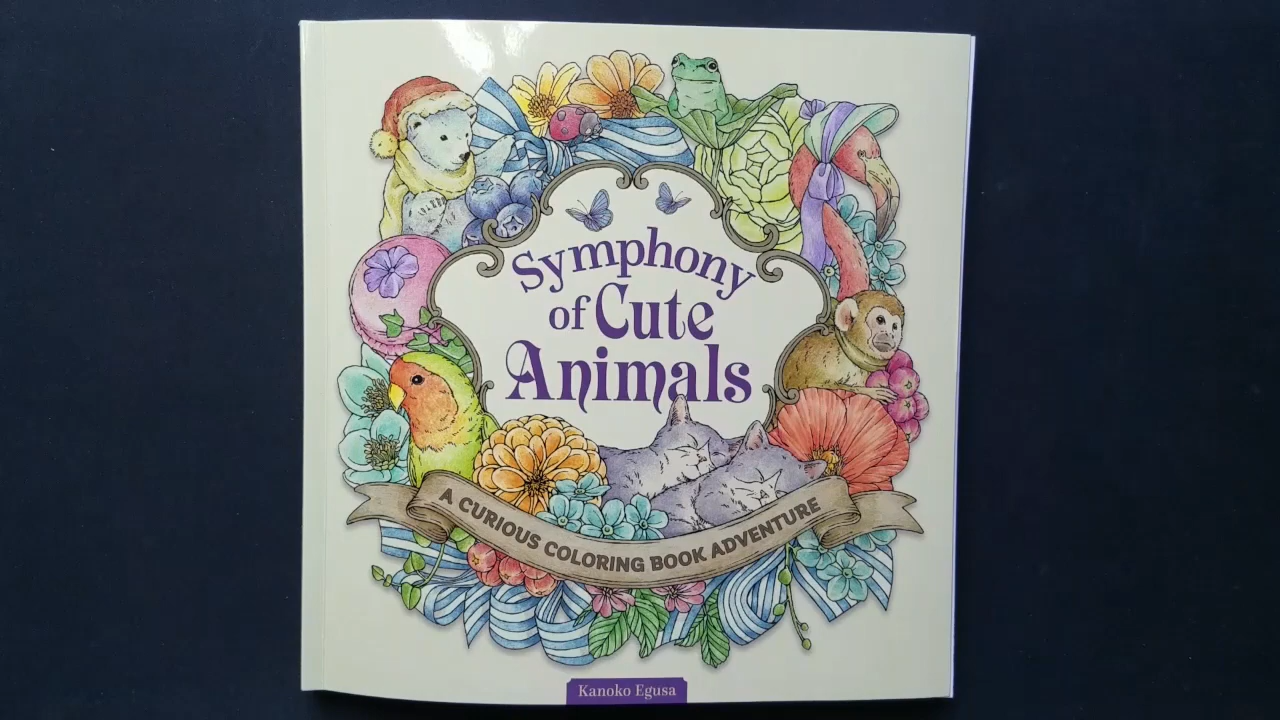 Symphony
of Cute
Animals
A CURIOUS COLORING BOOK ADVENTURE
Kanoko Egusa